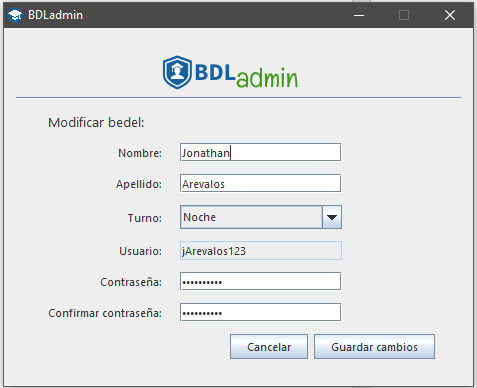 BDLadmin
BDLadmin
Modificar bedel:
Nombre: Jonathan
Apellido: Arevalos
Turno: Noche
Usuario: jArevalos123
Contraseña: ••••••••••
Confirmar contraseña: ••••••••••
Cancelar Guardar cambios